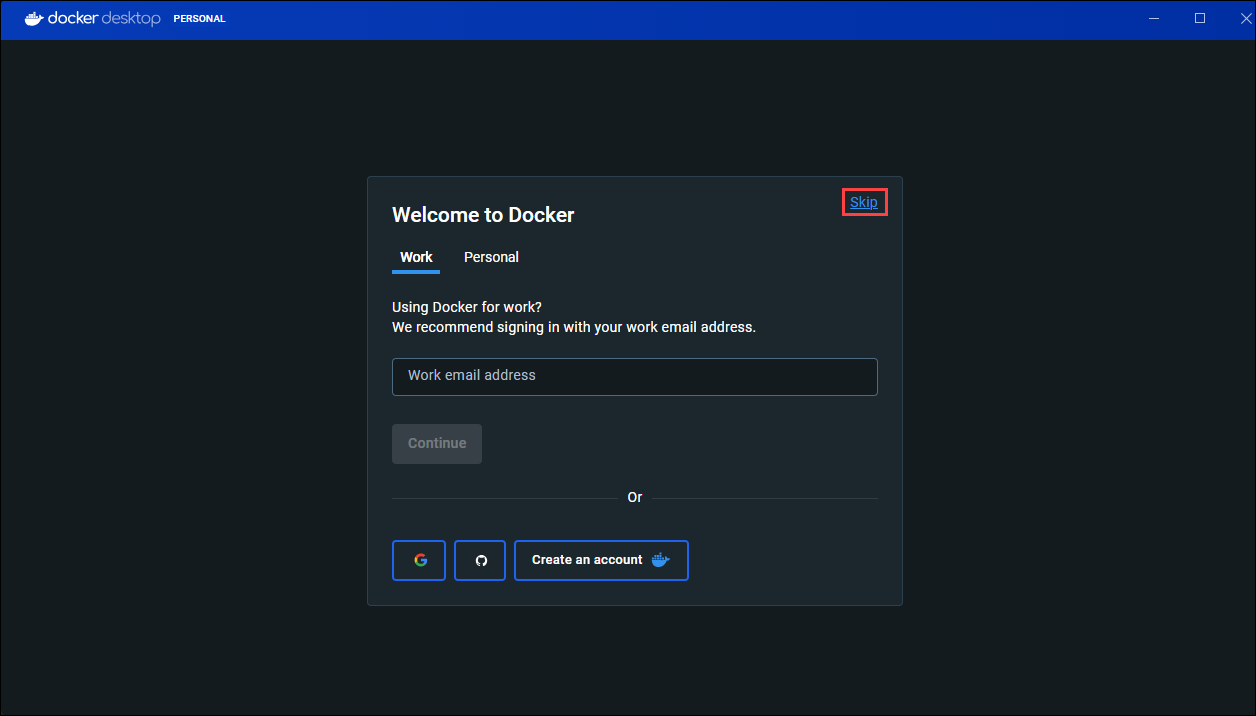 docker desktop PERSONAL
Skip
Welcome to Docker
Work Personal
Using Docker for work?
We recommend signing in with your work email address.
Work email address
Continue
Or
Create an account